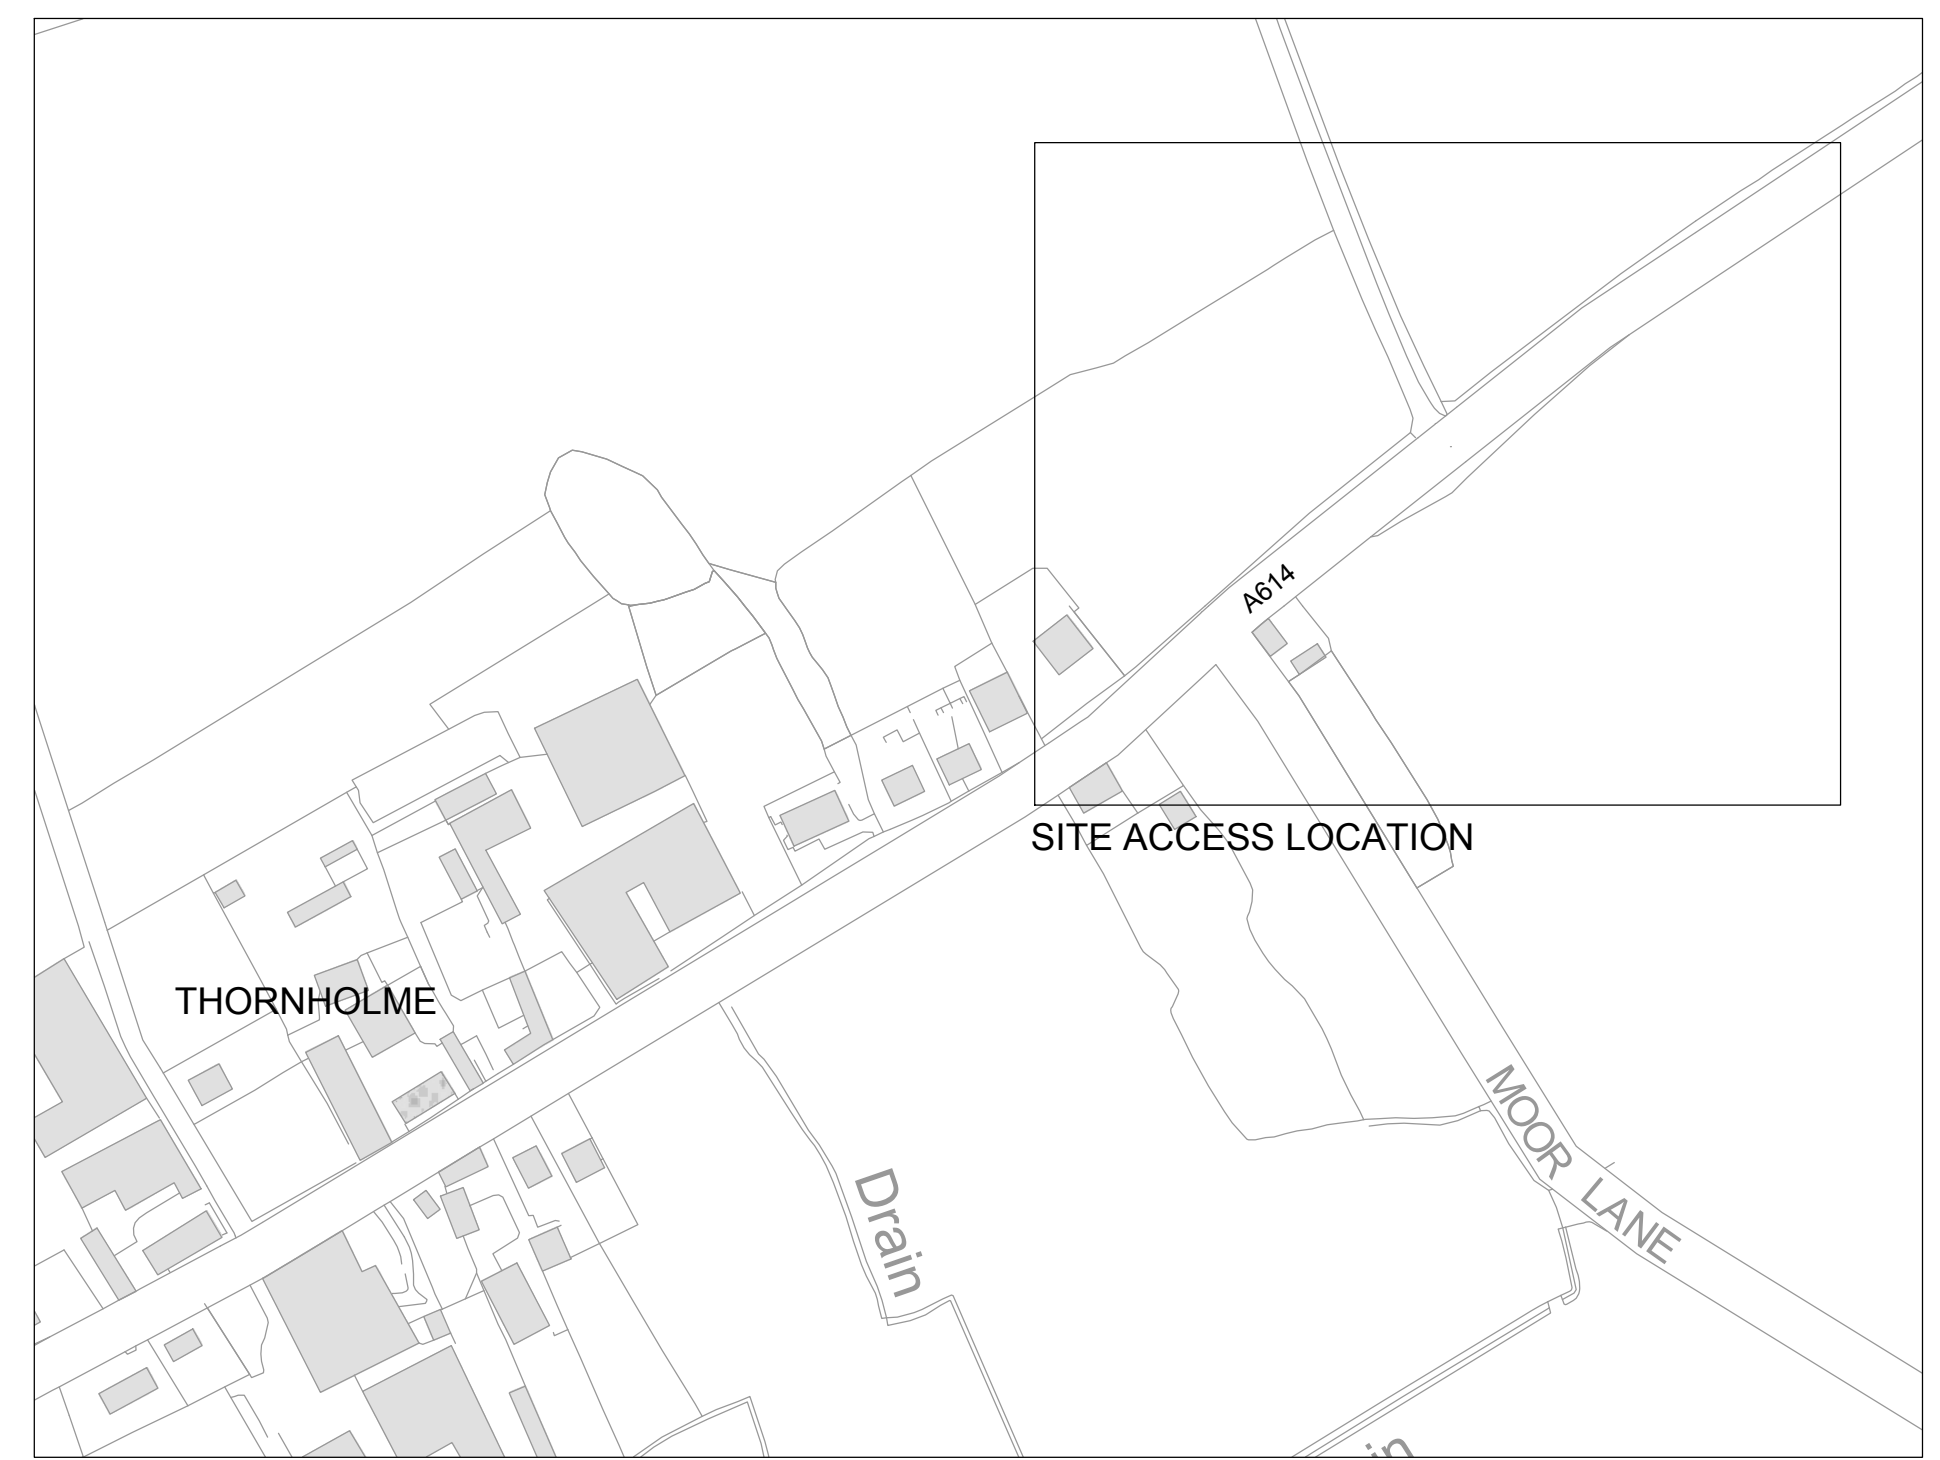 A614
SITE ACCESS LOCATION
THORNHOLME
MOOR LANE
Drain